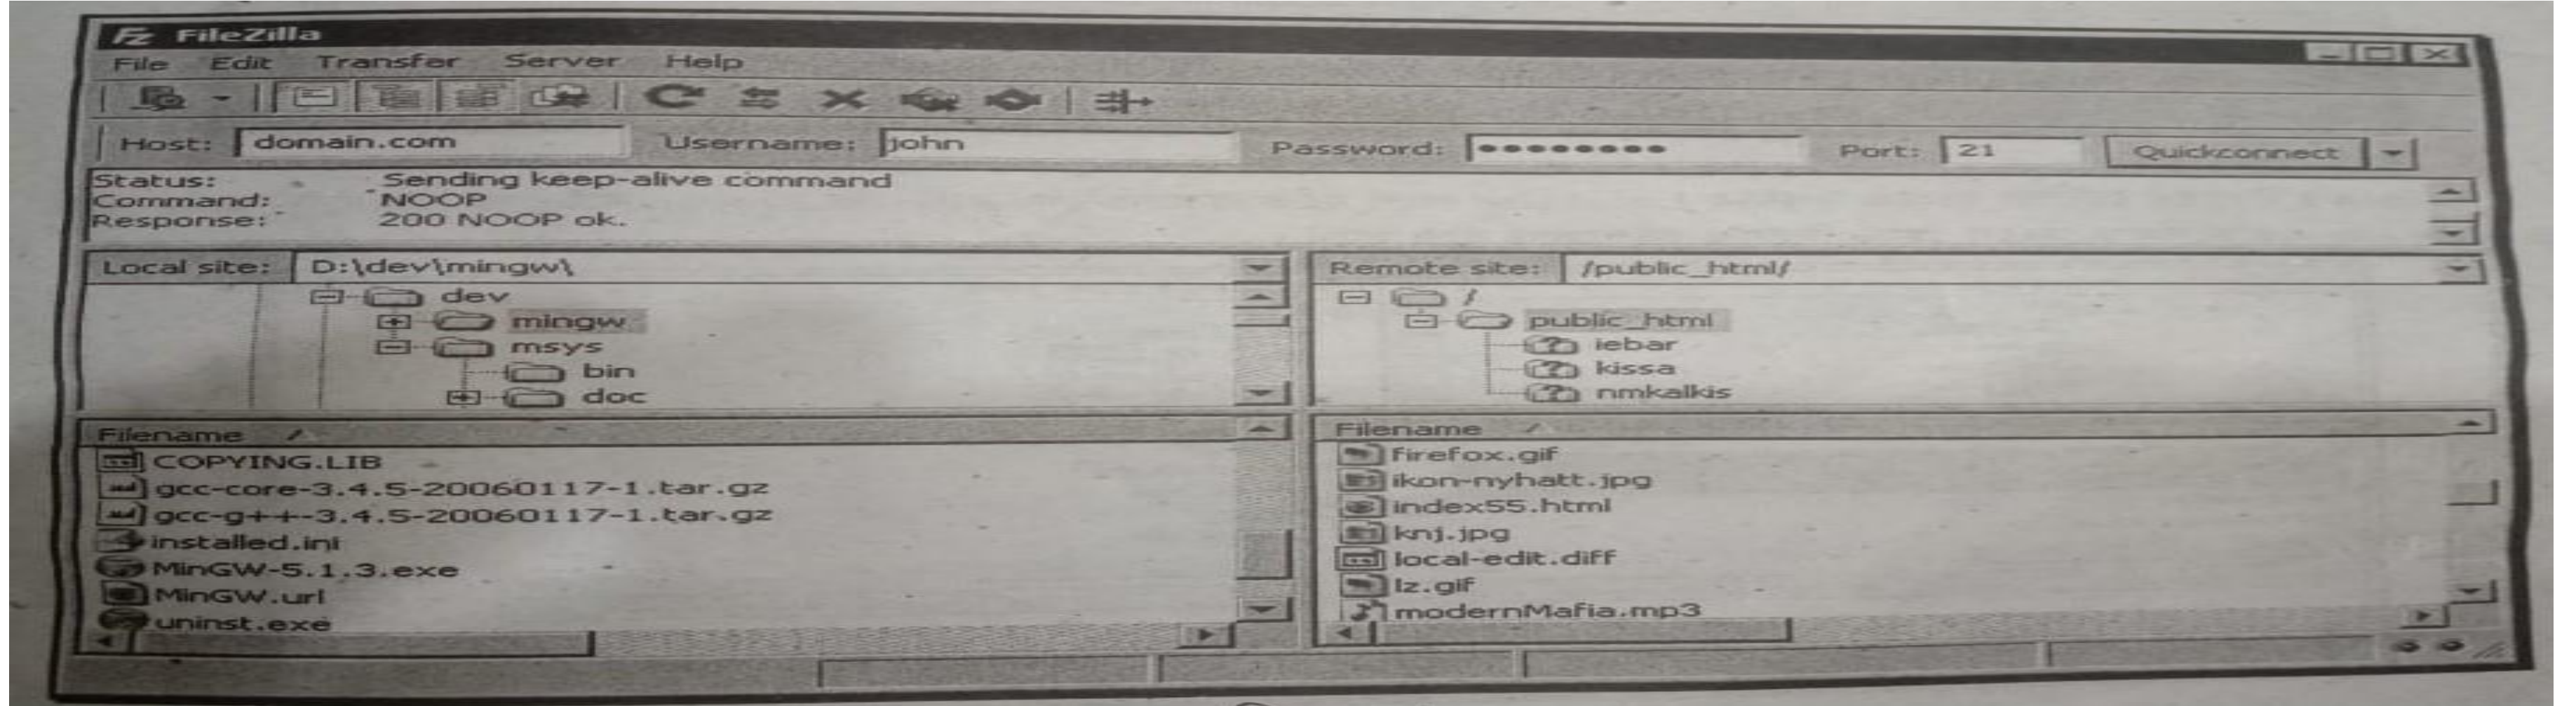 FileZilla
File Edit Transfer Server Help
Host: domain.com Username: john Password: ●●●●●●●● Port: 21 Quickconnect
Status: Sending keep-alive command
Command: NOOP
Response: 200 NOOP ok.
Local site: D:\dev\mingw\
dev
mingw
msys
bin
doc
Filename
COPYING.LIB
gcc-core-3.4.5-20060117-1.tar.gz
gcc-g++-3.4.5-20060117-1.tar.gz
installed.ini
MinGW-5.1.3.exe
MinGW.url
uninst.exe
Remote site: /public_html/
/
public_html
iebar
kissa
nmkalkis
Filename
firefox.gif
ikon-nyhatt.jpg
index55.html
knj.jpg
local-edit.diff
lz.gif
modernMafia.mp3